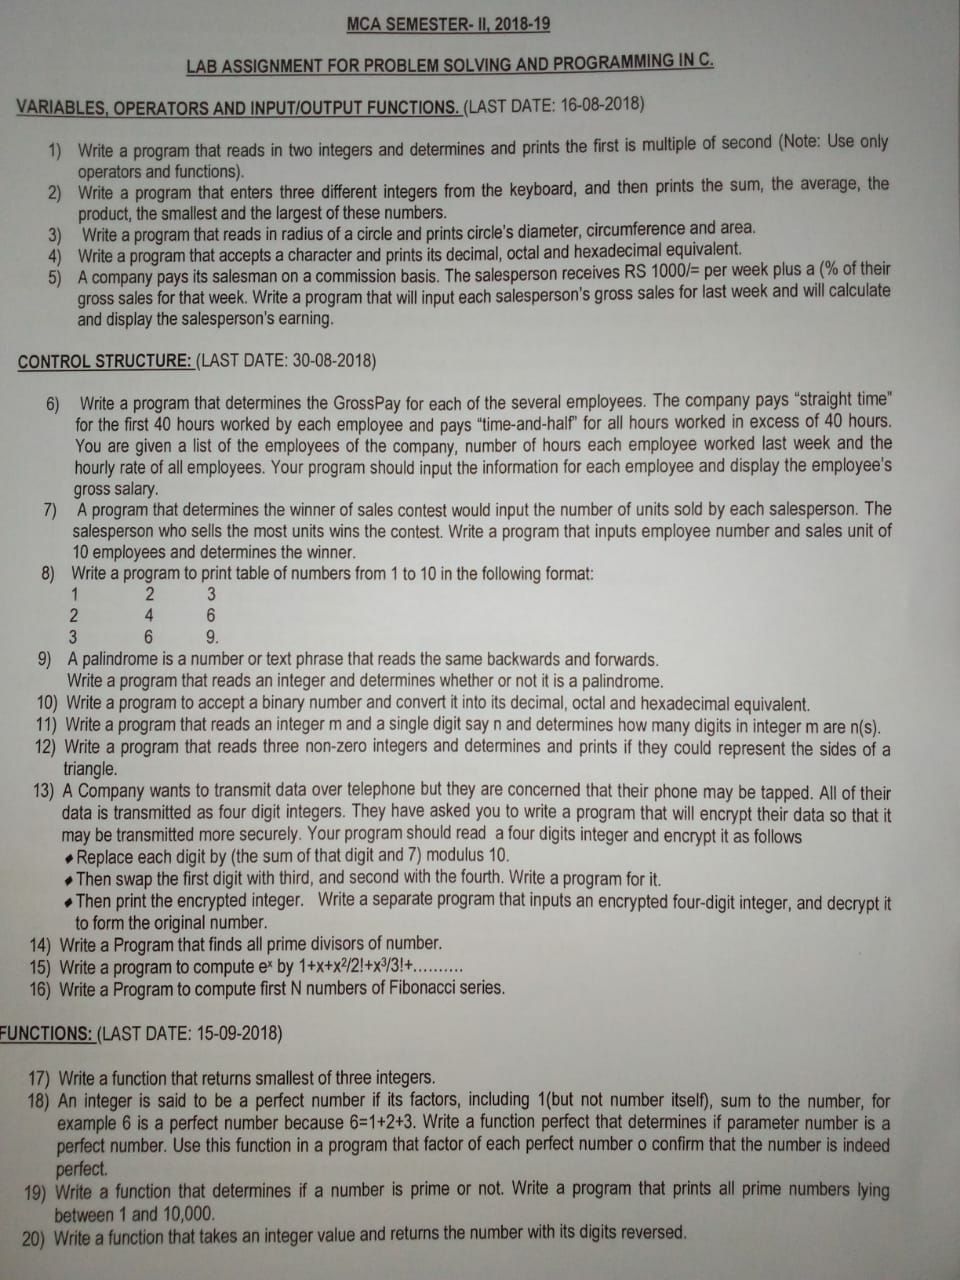 MCA SEMESTER- II, 2018-19
LAB ASSIGNMENT FOR PROBLEM SOLVING AND PROGRAMMING IN C.
VARIABLES, OPERATORS AND INPUT/OUTPUT FUNCTIONS. (LAST DATE: 16-08-2018)
1) Write a program that reads in two integers and determines and prints the first is multiple of second (Note: Use only
operators and functions).
2) Write a program that enters three different integers from the keyboard, and then prints the sum, the average, the
product, the smallest and the largest of these numbers.
3) Write a program that reads in radius of a circle and prints circle's diameter, circumference and area.
4) Write a program that accepts a character and prints its decimal, octal and hexadecimal equivalent.
5) A company pays its salesman on a commission basis. The salesperson receives RS 1000/= per week plus a (% of their
gross sales for that week. Write a program that will input each salesperson's gross sales for last week and will calculate
and display the salesperson's earning.
CONTROL STRUCTURE: (LAST DATE: 30-08-2018)
6) Write a program that determines the GrossPay for each of the several employees. The company pays "straight time"
for the first 40 hours worked by each employee and pays "time-and-half" for all hours worked in excess of 40 hours.
You are given a list of the employees of the company, number of hours each employee worked last week and the
hourly rate of all employees. Your program should input the information for each employee and display the employee's
gross salary.
7) A program that determines the winner of sales contest would input the number of units sold by each salesperson. The
salesperson who sells the most units wins the contest. Write a program that inputs employee number and sales unit of
10 employees and determines the winner.
8) Write a program to print table of numbers from 1 to 10 in the following format:
1 2 3
2 4 6
3 6 9.
9) A palindrome is a number or text phrase that reads the same backwards and forwards.
Write a program that reads an integer and determines whether or not it is a palindrome.
10) Write a program to accept a binary number and convert it into its decimal, octal and hexadecimal equivalent.
11) Write a program that reads an integer m and a single digit say n and determines how many digits in integer m are n(s).
12) Write a program that reads three non-zero integers and determines and prints if they could represent the sides of a
triangle.
13) A Company wants to transmit data over telephone but they are concerned that their phone may be tapped. All of their
data is transmitted as four digit integers. They have asked you to write a program that will encrypt their data so that it
may be transmitted more securely. Your program should read a four digits integer and encrypt it as follows
♦ Replace each digit by (the sum of that digit and 7) modulus 10.
♦ Then swap the first digit with third, and second with the fourth. Write a program for it.
♦ Then print the encrypted integer. Write a separate program that inputs an encrypted four-digit integer, and decrypt it
to form the original number.
14) Write a Program that finds all prime divisors of number.
15) Write a program to compute eˣ by 1+x+x²/2!+x³/3!+..........
16) Write a Program to compute first N numbers of Fibonacci series.
FUNCTIONS: (LAST DATE: 15-09-2018)
17) Write a function that returns smallest of three integers.
18) An integer is said to be a perfect number if its factors, including 1(but not number itself), sum to the number, for
example 6 is a perfect number because 6=1+2+3. Write a function perfect that determines if parameter number is a
perfect number. Use this function in a program that factor of each perfect number o confirm that the number is indeed
perfect.
19) Write a function that determines if a number is prime or not. Write a program that prints all prime numbers lying
between 1 and 10,000.
20) Write a function that takes an integer value and returns the number with its digits reversed.